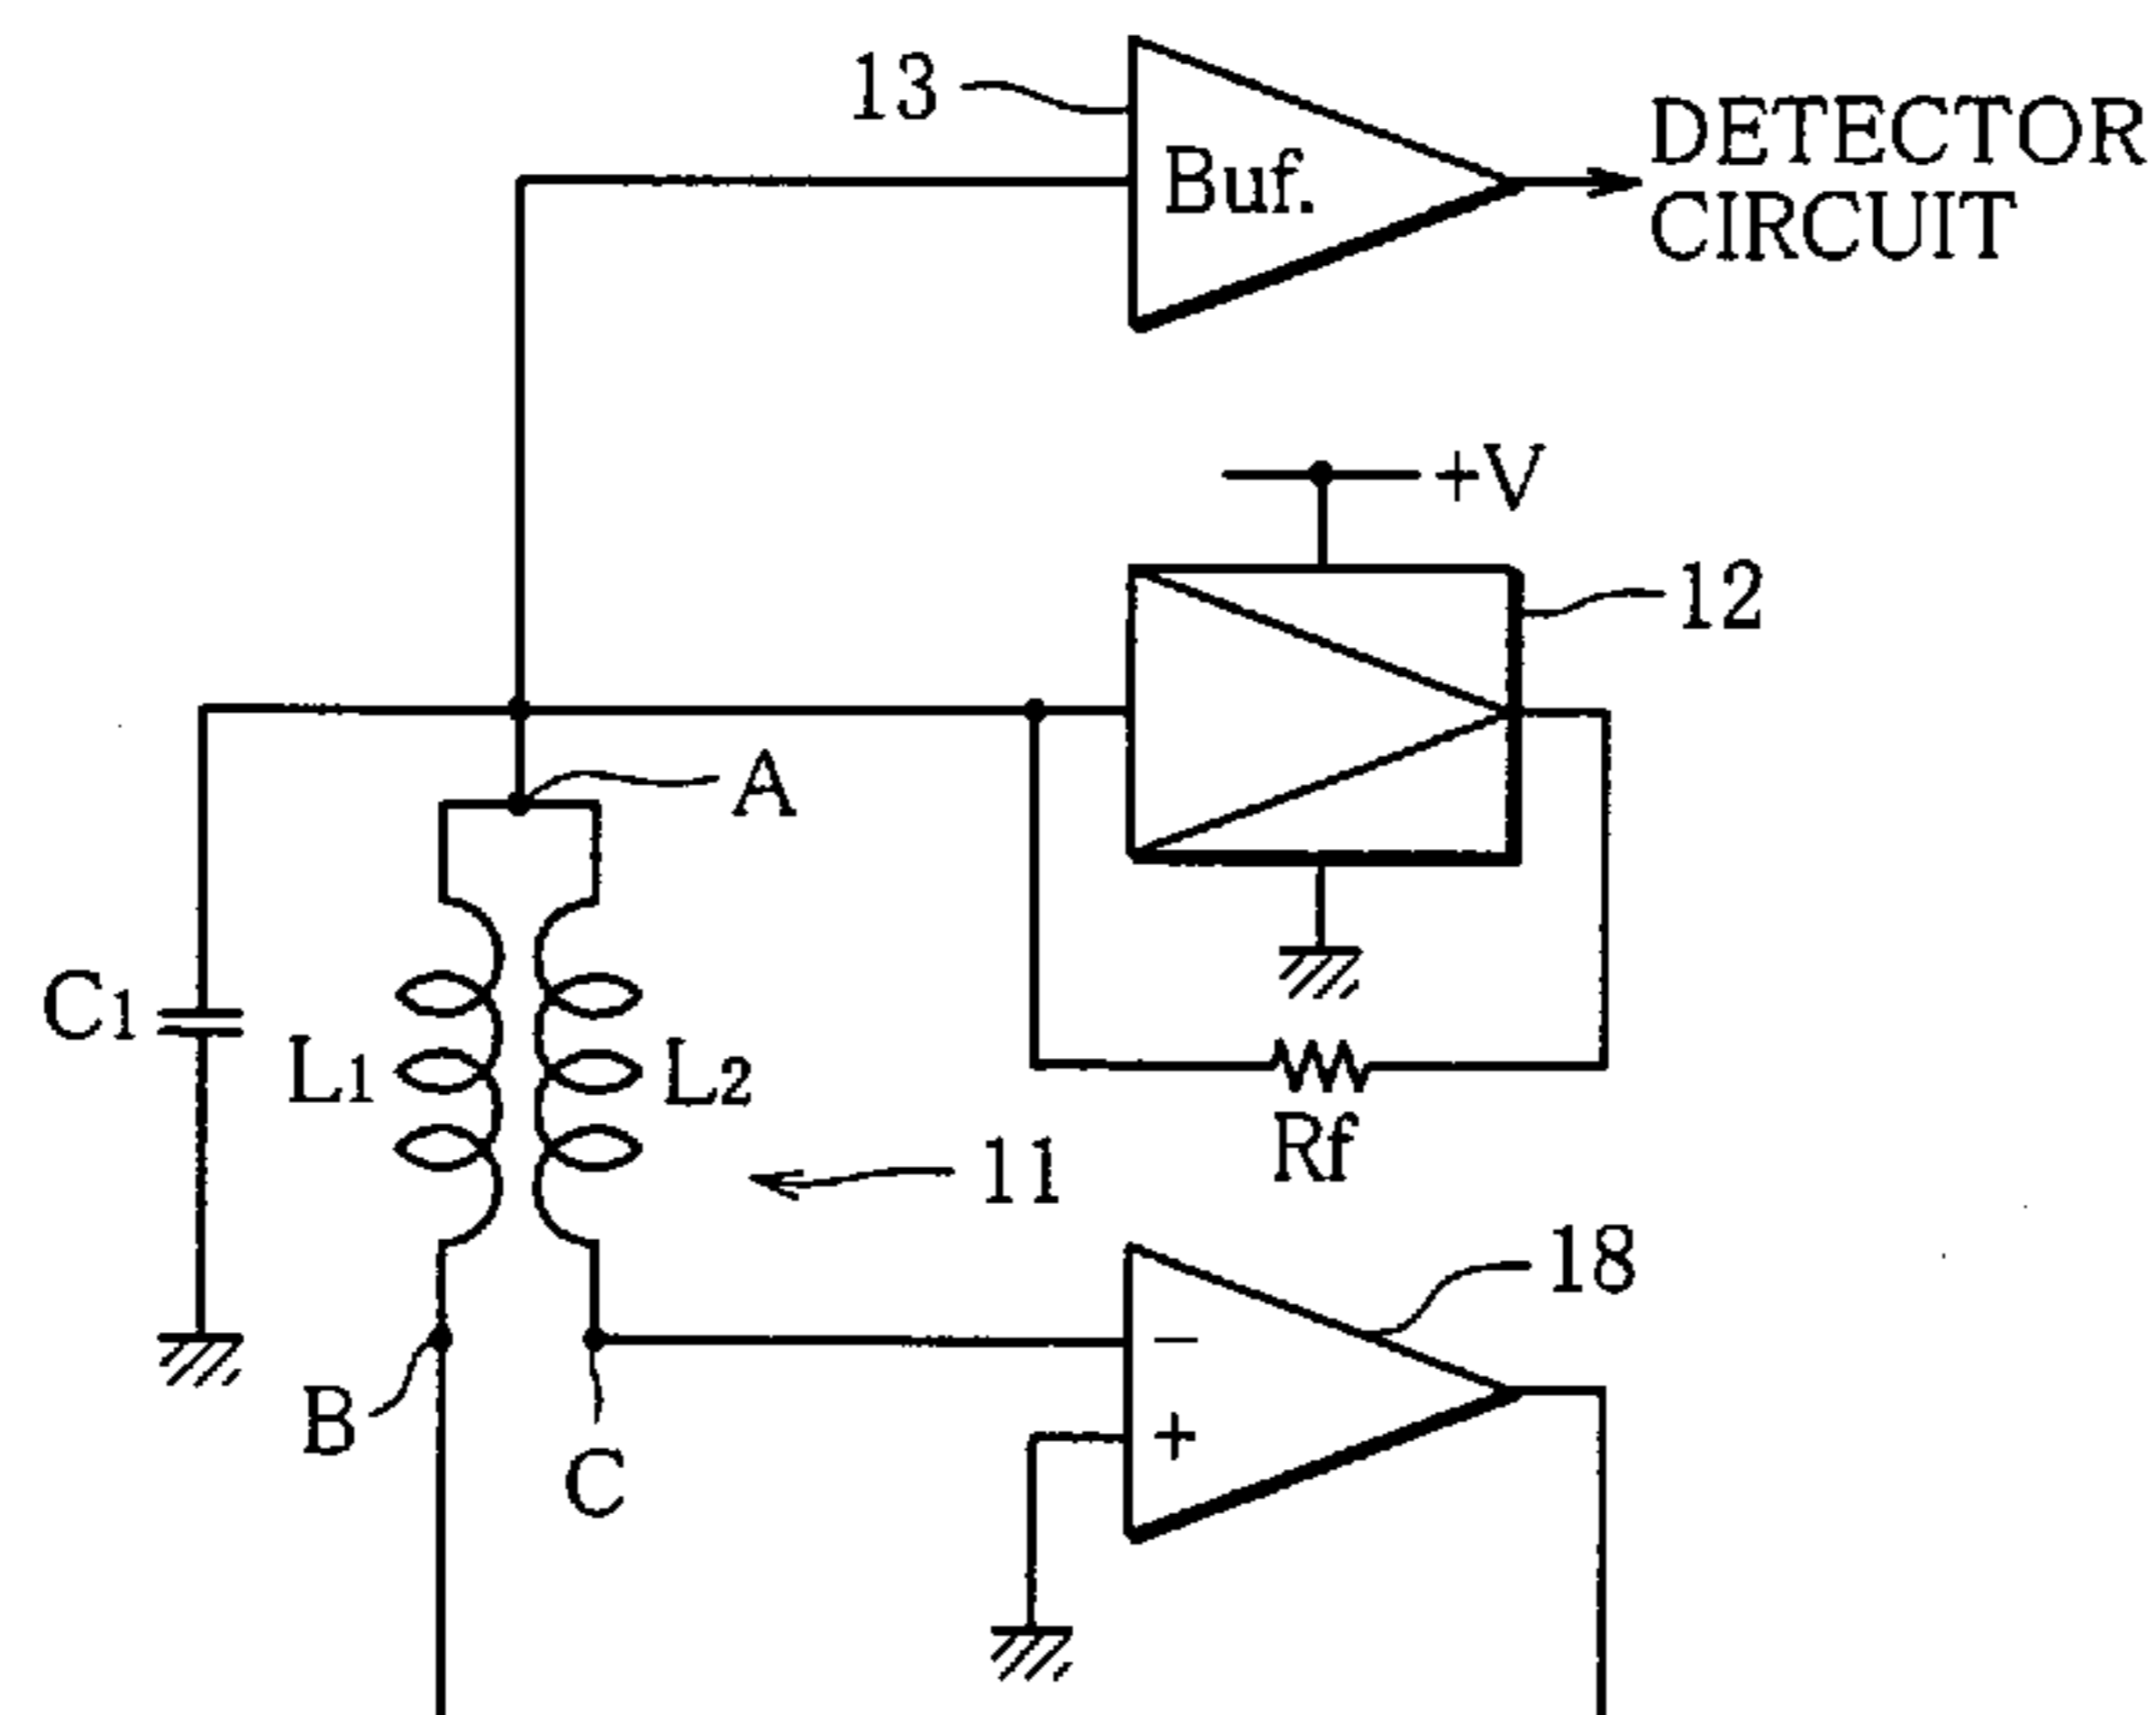 13
Buf.
DETECTOR
CIRCUIT
+V
12
A
C1
L1
L2
11
Rf
18
B
C
−
+